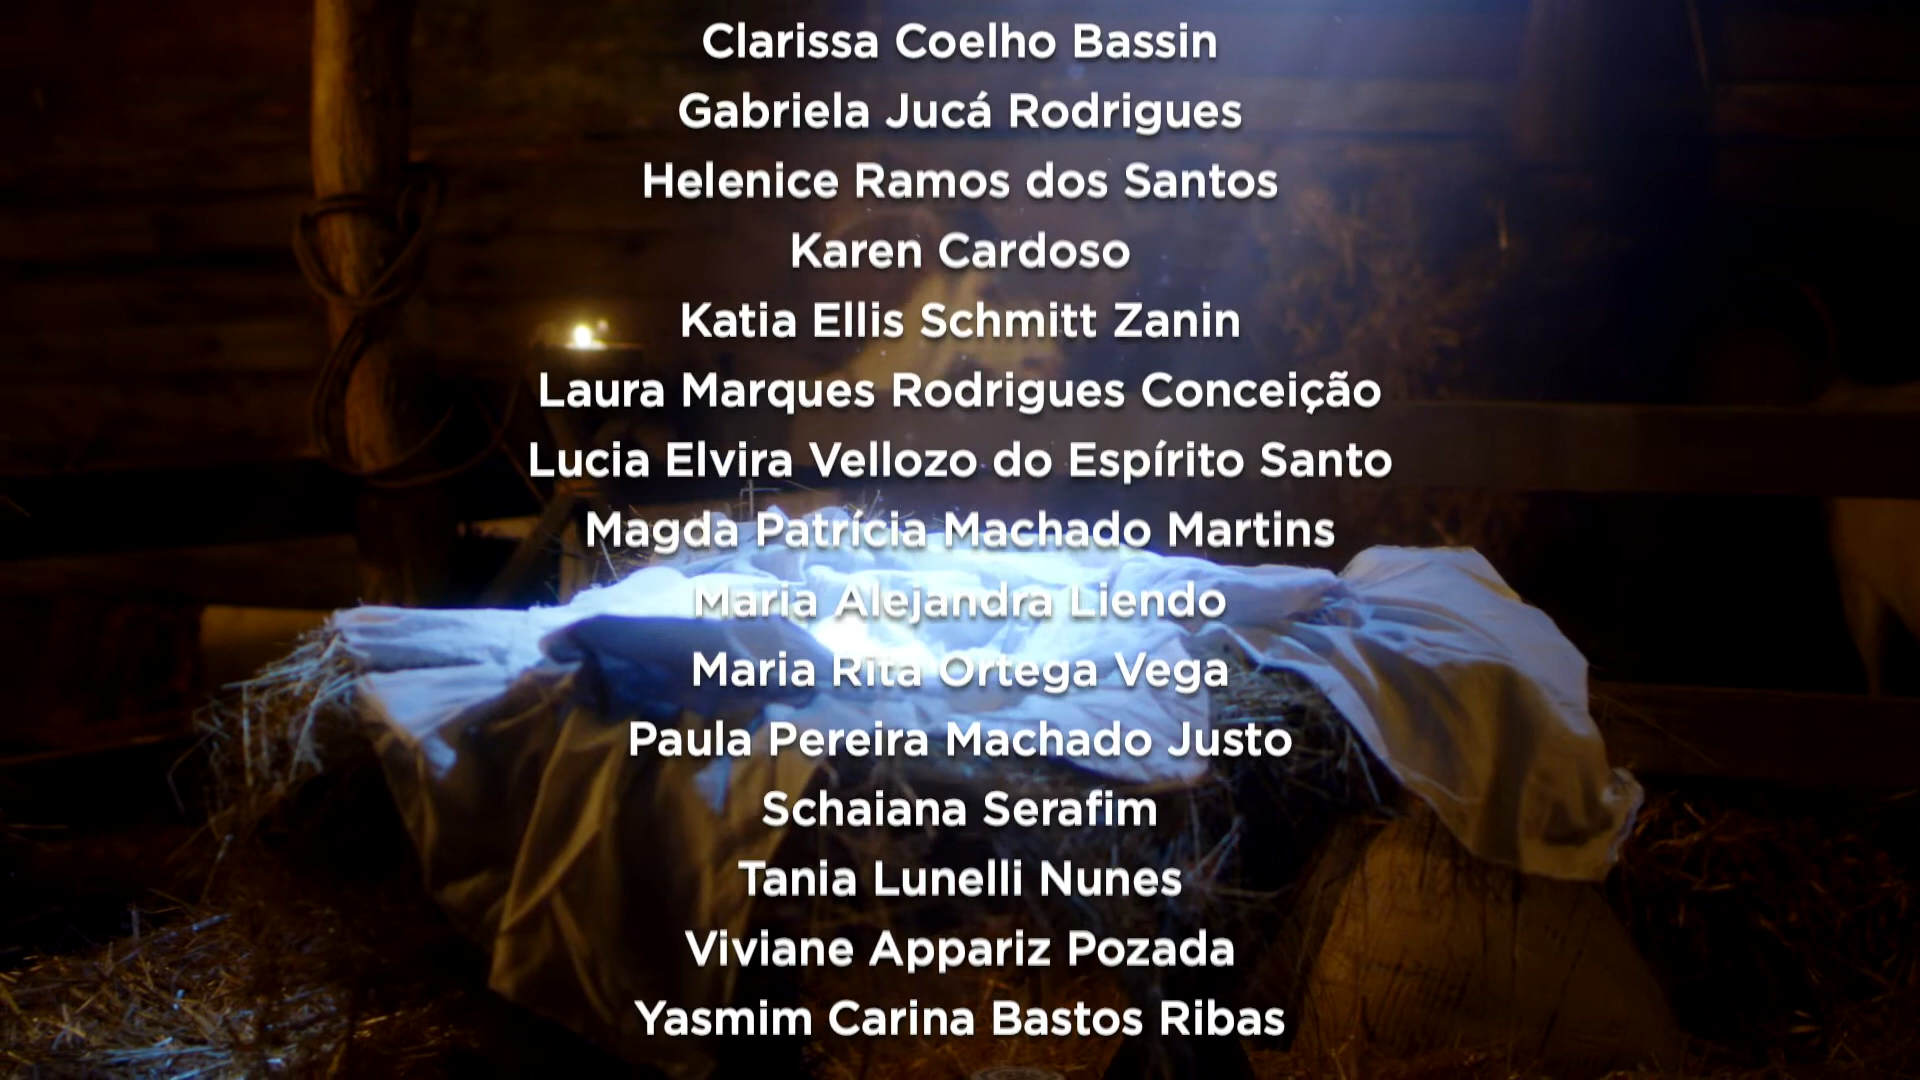 Clarissa Coelho Bassin
Gabriela Jucá Rodrigues
Helenice Ramos dos Santos
Karen Cardoso
Katia Ellis Schmitt Zanin
Laura Marques Rodrigues Conceição
Lucia Elvira Vellozo do Espírito Santo
Magda Patrícia Machado Martins
Maria Alejandra Liendo
Maria Rita Ortega Vega
Paula Pereira Machado Justo
Schaiana Serafim
Tania Lunelli Nunes
Viviane Appariz Pozada
Yasmim Carina Bastos Ribas